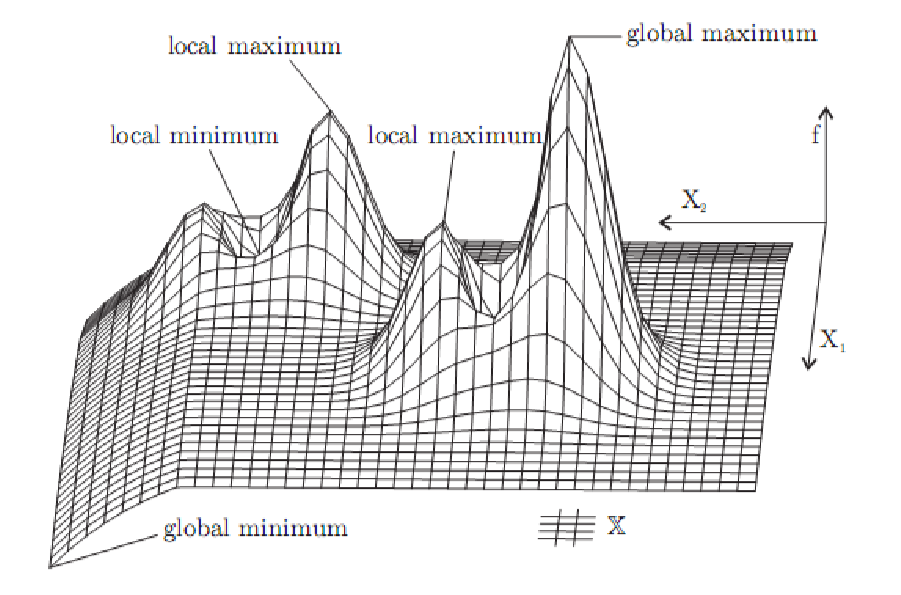 global maximum
local maximum
local minimum
local maximum
f
X₂
X₁
global minimum
X